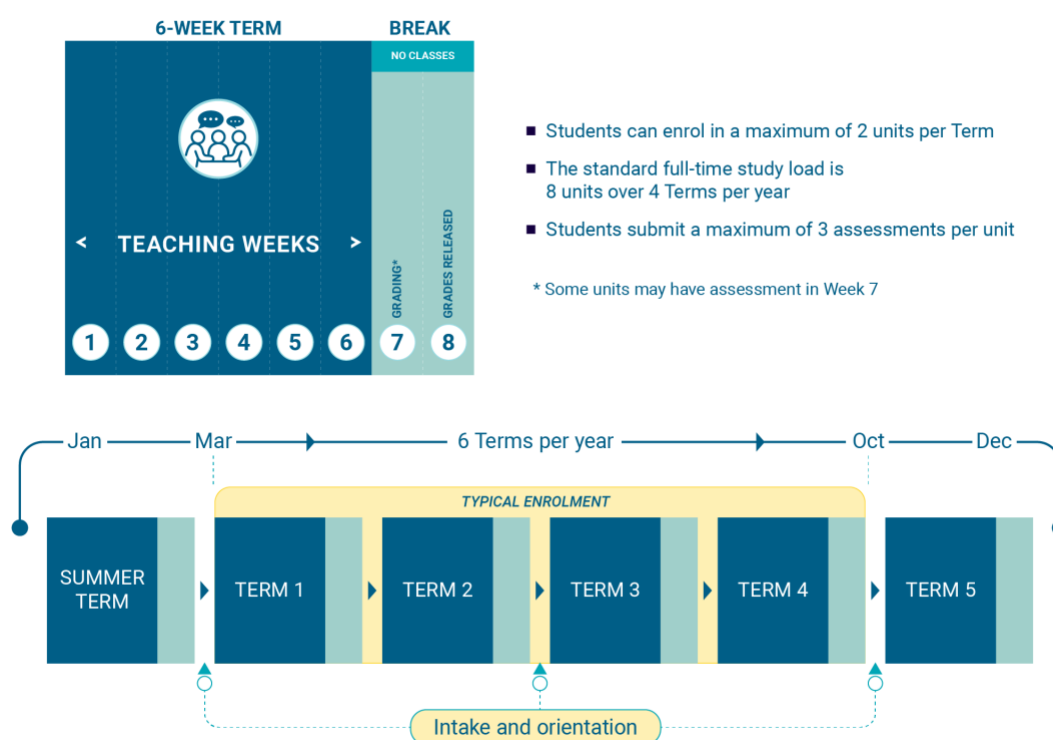 6-WEEK TERM
BREAK
NO CLASSES
< TEACHING WEEKS >
GRADING*
GRADES RELEASED
1 2 3 4 5 6 7 8
■ Students can enrol in a maximum of 2 units per Term
■ The standard full-time study load is
8 units over 4 Terms per year
■ Students submit a maximum of 3 assessments per unit
* Some units may have assessment in Week 7
Jan Mar 6 Terms per year Oct Dec
TYPICAL ENROLMENT
SUMMER
TERM
TERM 1
TERM 2
TERM 3
TERM 4
TERM 5
Intake and orientation